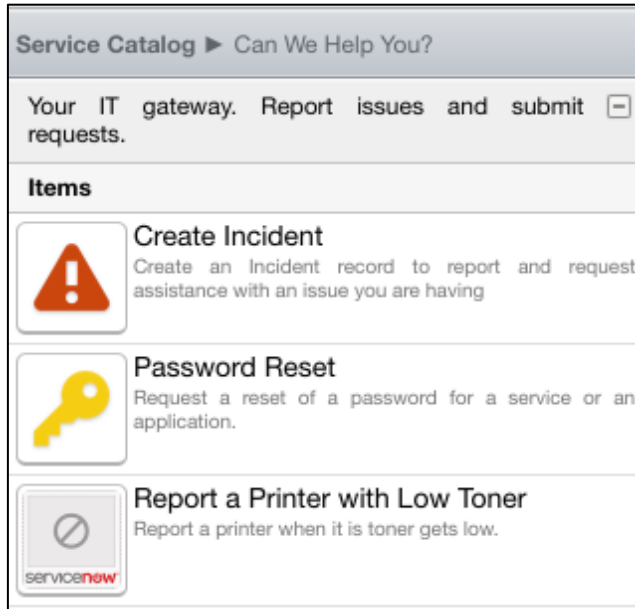 Service Catalog ▶ Can We Help You?
Your IT gateway. Report issues and submit
requests.
Items
Create Incident
Create an Incident record to report and request
assistance with an issue you are having
Password Reset
Request a reset of a password for a service or an
application.
Report a Printer with Low Toner
Report a printer when it is toner gets low.
servicenow